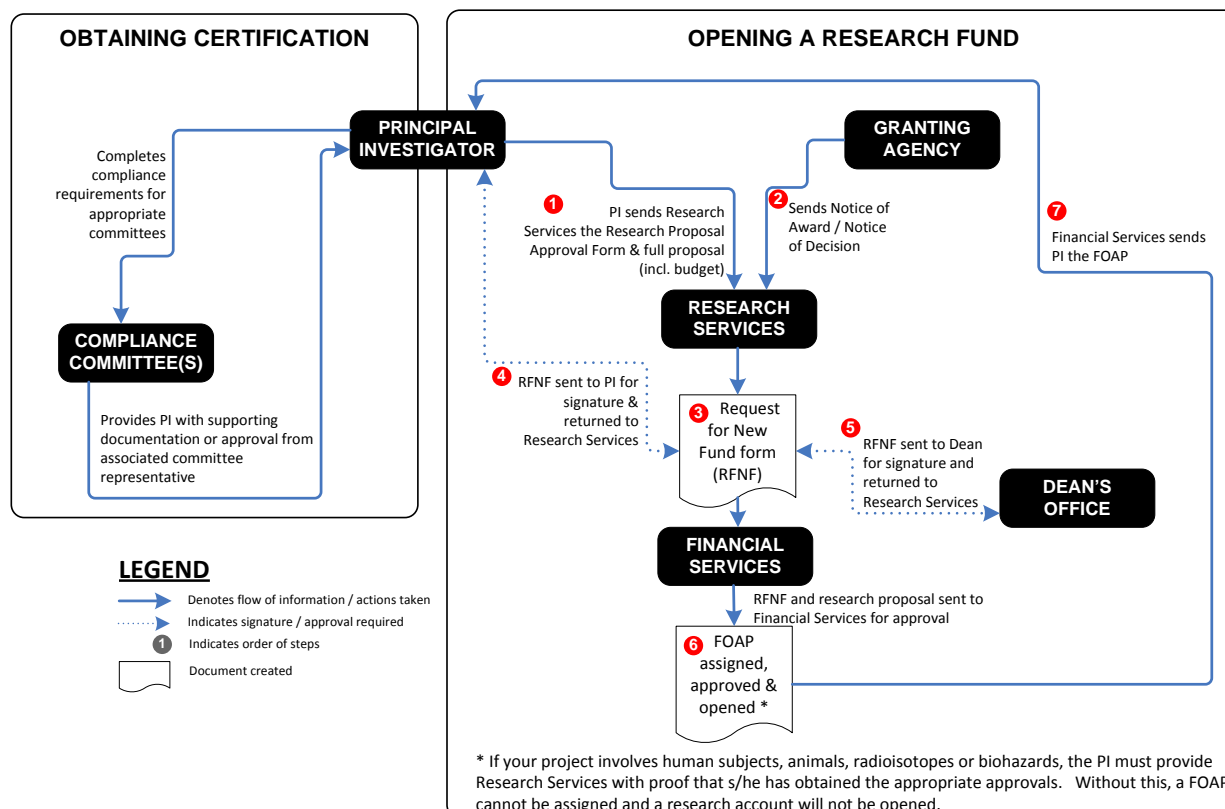 OBTAINING CERTIFICATION
OPENING A RESEARCH FUND
PRINCIPAL
INVESTIGATOR
GRANTING
AGENCY
Completes
compliance
requirements for
appropriate
committees
1
PI sends Research
Services the Research Proposal
Approval Form & full proposal
(incl. budget)
2
Sends Notice of
Award / Notice
of Decision
7
Financial Services sends
PI the FOAP
RESEARCH
SERVICES
COMPLIANCE
COMMITTEE(S)
Provides PI with supporting
documentation or approval from
associated committee
representative
4
RFNF sent to PI for
signature &
returned to
Research Services
3 Request
for New
Fund form
(RFNF)
5
RFNF sent to Dean
for signature and
returned to
Research Services
DEAN'S
OFFICE
FINANCIAL
SERVICES
RFNF and research proposal sent to
Financial Services for approval
6 FOAP
assigned,
approved &
opened *
LEGEND
Denotes flow of information / actions taken
Indicates signature / approval required
1 Indicates order of steps
Document created
* If your project involves human subjects, animals, radioisotopes or biohazards, the PI must provide
Research Services with proof that s/he has obtained the appropriate approvals. Without this, a FOAP
cannot be assigned and a research account will not be opened.